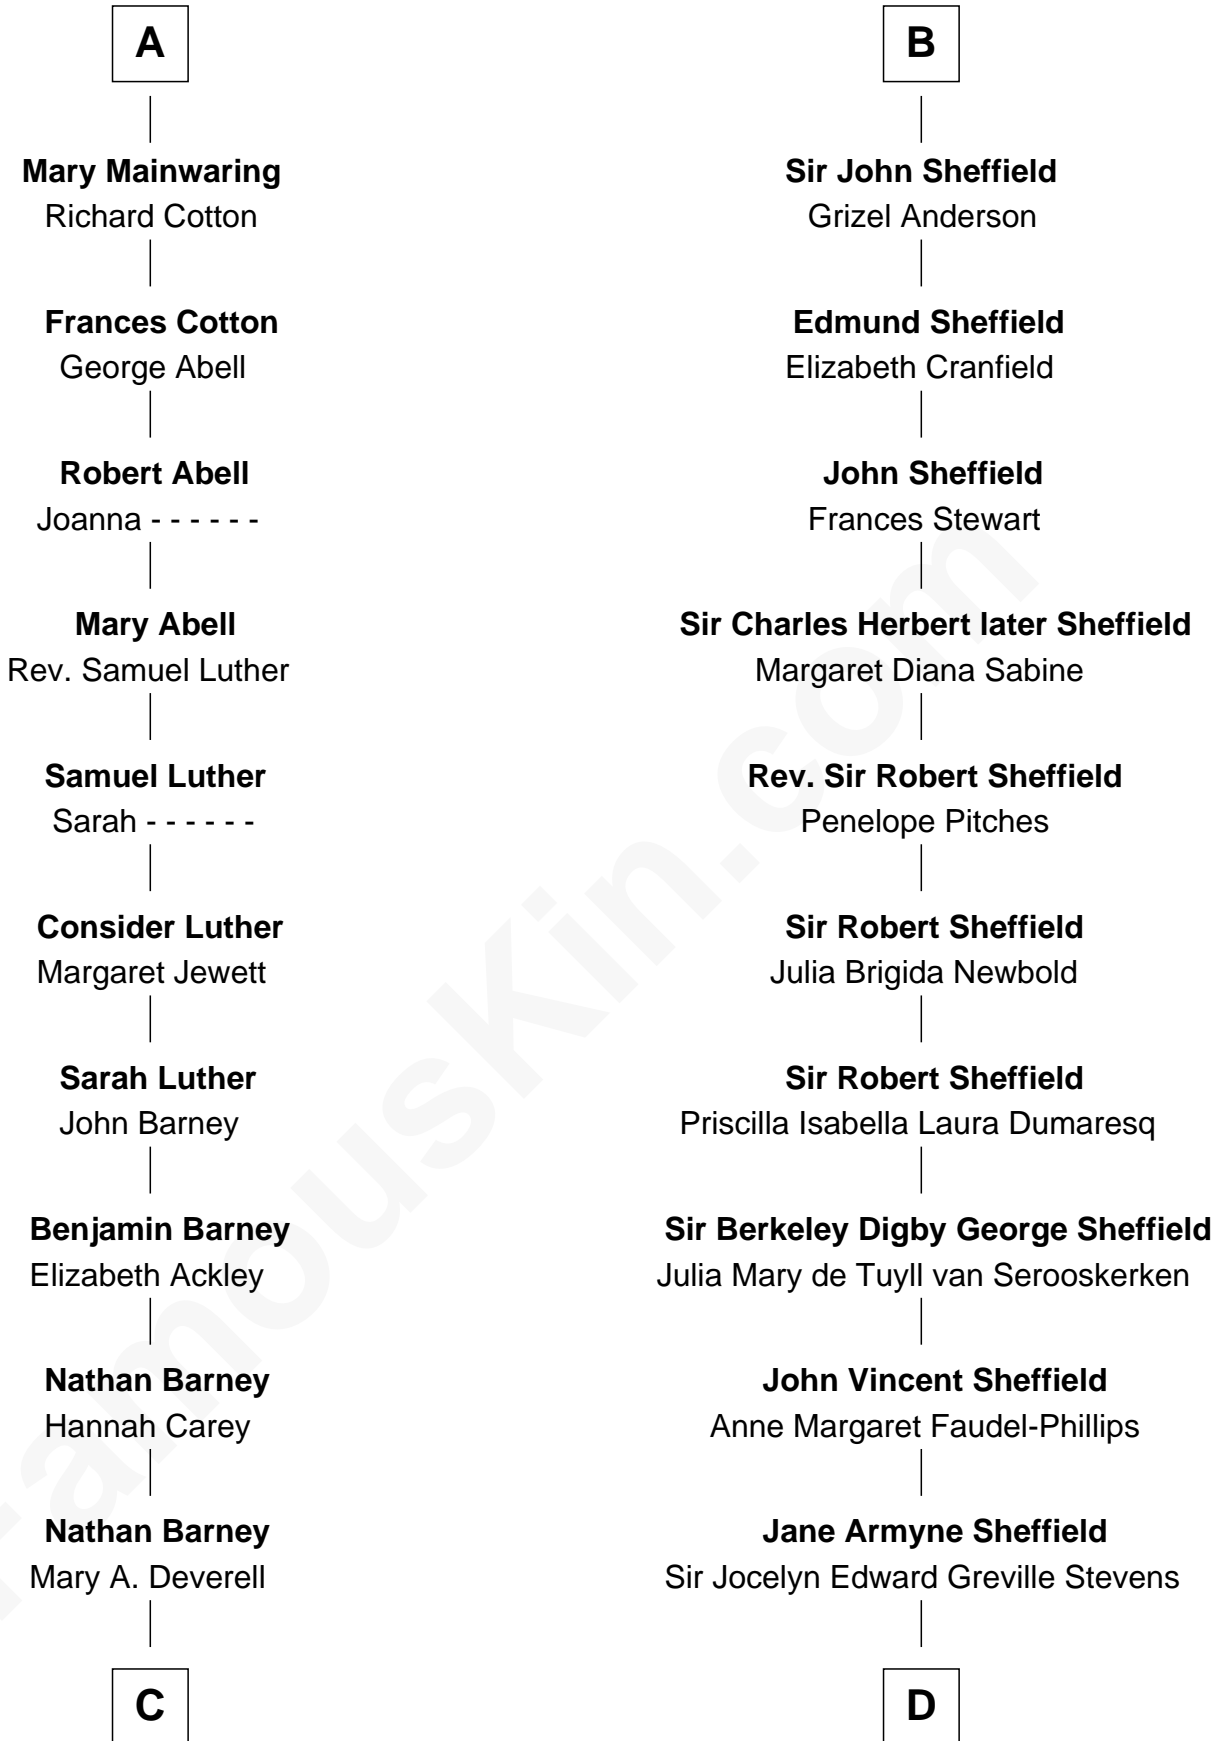 A
B
Mary Mainwaring
Richard Cotton
Sir John Sheffield
Grizel Anderson
Frances Cotton
George Abell
Edmund Sheffield
Elizabeth Cranfield
Robert Abell
Joanna - - - - - -
John Sheffield
Frances Stewart
Mary Abell
Rev. Samuel Luther
Sir Charles Herbert later Sheffield
Margaret Diana Sabine
Samuel Luther
Sarah - - - - - -
Rev. Sir Robert Sheffield
Penelope Pitches
Consider Luther
Margaret Jewett
Sir Robert Sheffield
Julia Brigida Newbold
Sarah Luther
John Barney
Sir Robert Sheffield
Priscilla Isabella Laura Dumaresq
Benjamin Barney
Elizabeth Ackley
Sir Berkeley Digby George Sheffield
Julia Mary de Tuyll van Serooskerken
Nathan Barney
Hannah Carey
John Vincent Sheffield
Anne Margaret Faudel-Phillips
Nathan Barney
Mary A. Deverell
Jane Armyne Sheffield
Sir Jocelyn Edward Greville Stevens
C
D
FamousKin.com